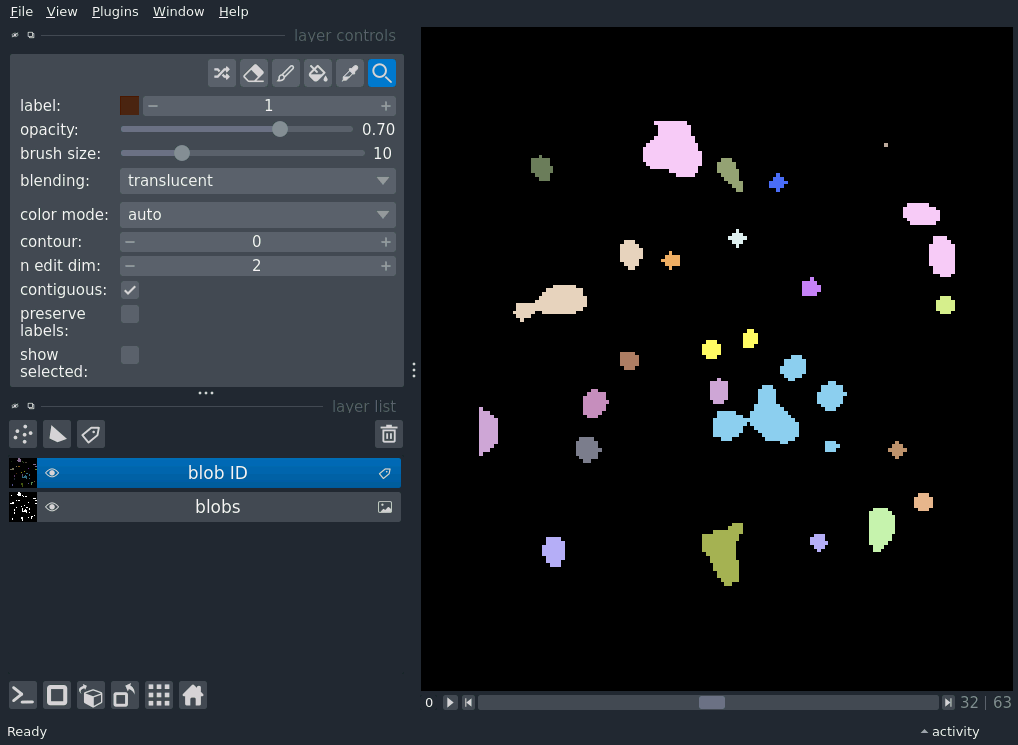 File View Plugins Window Help
layer controls
label: 1
opacity: 0.70
brush size: 10
blending: translucent
color mode: auto
contour: 0
n edit dim: 2
contiguous:
preserve
labels:
show
selected:
layer list
blob ID
blobs
0 32 | 63
Ready activity